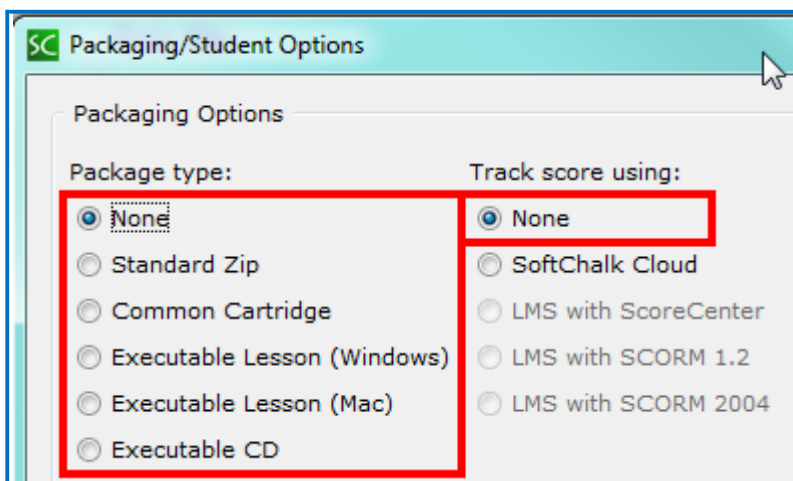 SC Packaging/Student Options
Packaging Options
Package type:
None
Standard Zip
Common Cartridge
Executable Lesson (Windows)
Executable Lesson (Mac)
Executable CD
Track score using:
None
SoftChalk Cloud
LMS with ScoreCenter
LMS with SCORM 1.2
LMS with SCORM 2004